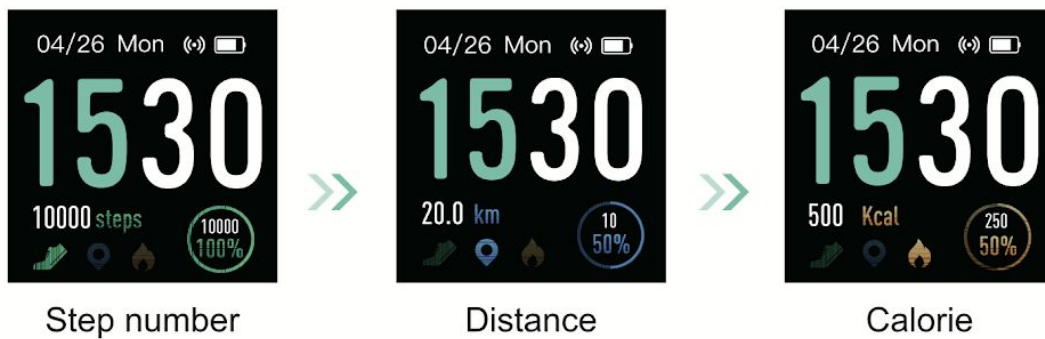 04/26 Mon
1530
10000 steps
10000
100%
Step number
04/26 Mon
1530
20.0 km
10
50%
Distance
04/26 Mon
1530
500 Kcal
250
50%
Calorie